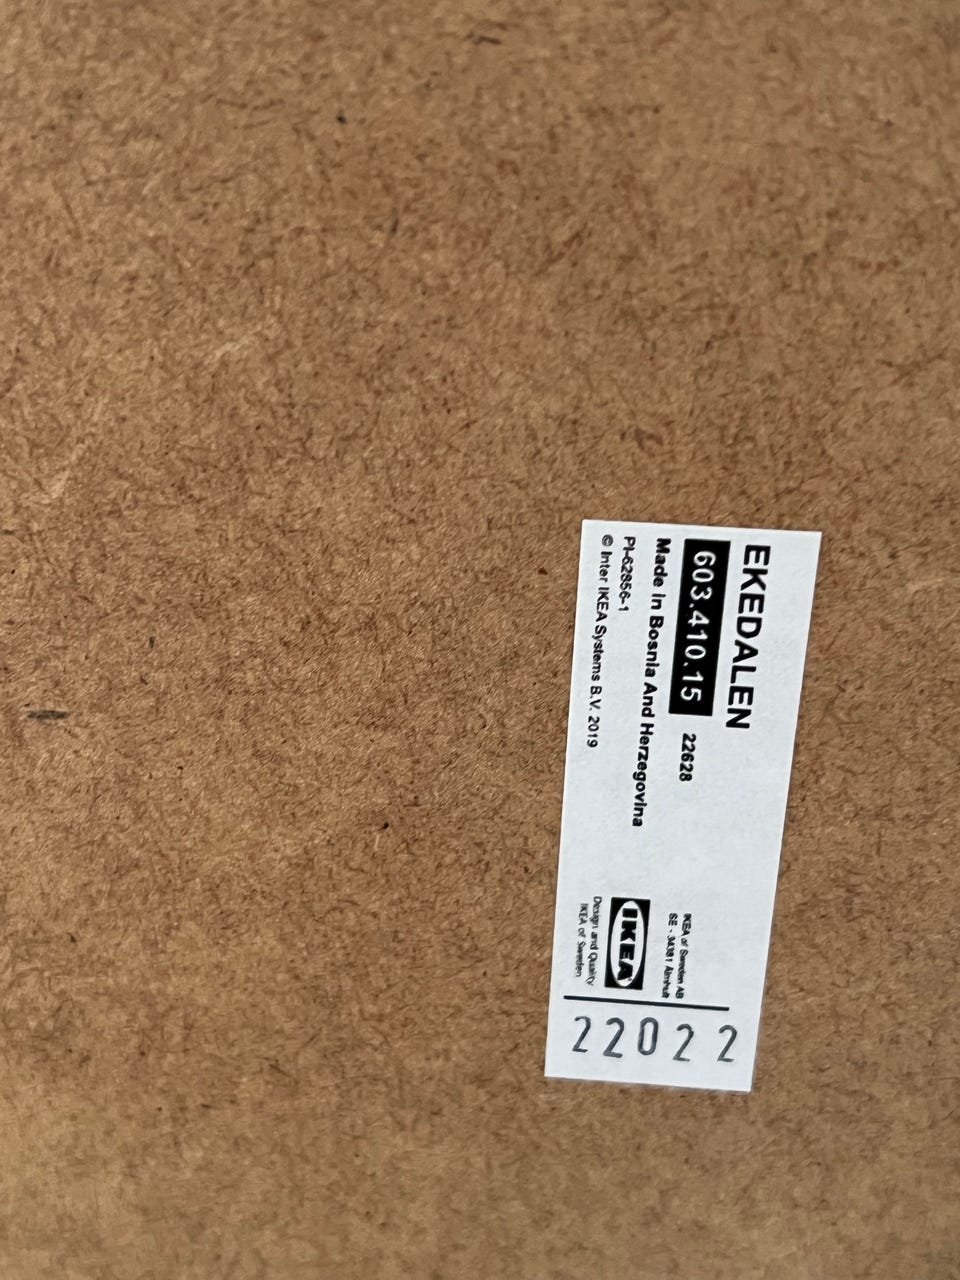 EKEDALEN
603.410.15 22628
Made in Bosnia And Herzegovina
PI-62856-1
© Inter IKEA Systems B.V. 2019
IKEA of Sweden AB
SE - 34381 Älmhult
IKEA
Design and Quality
IKEA of Sweden
22022